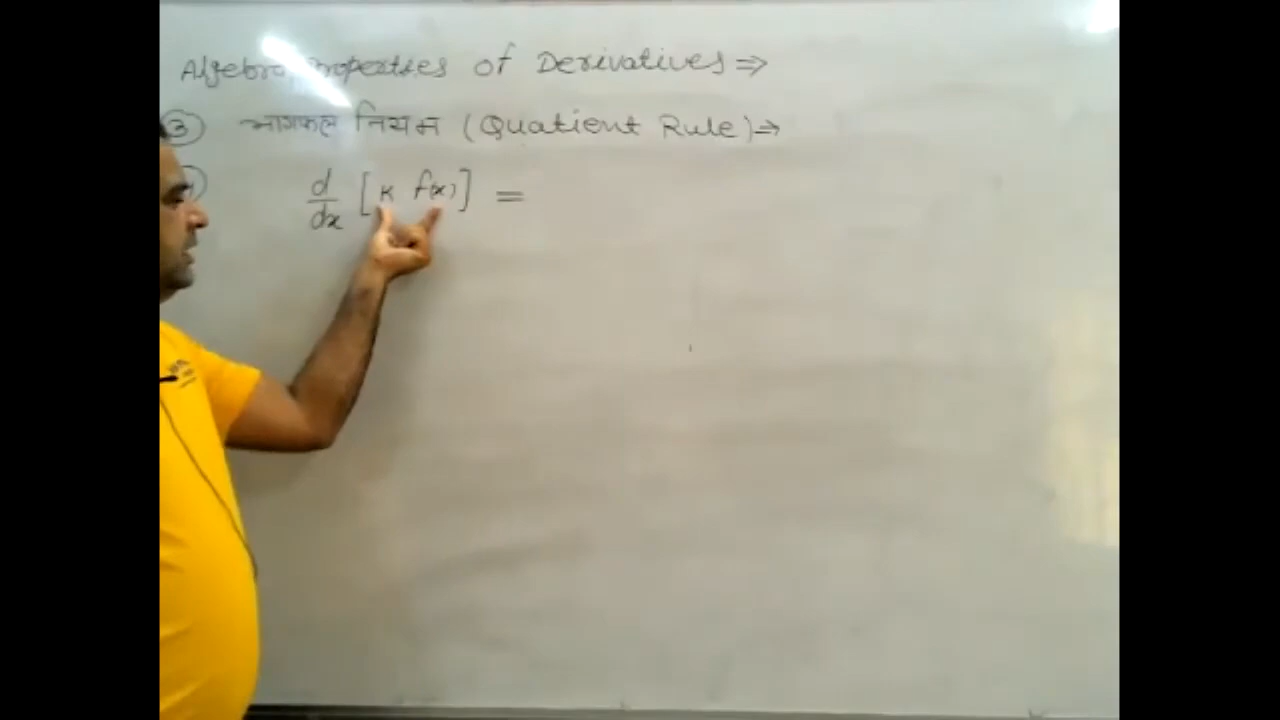 Algebra Properties of Derivatives ⇒
③ भागफल नियम (Quatient Rule) ⇒
d/dx [K f(x)] =